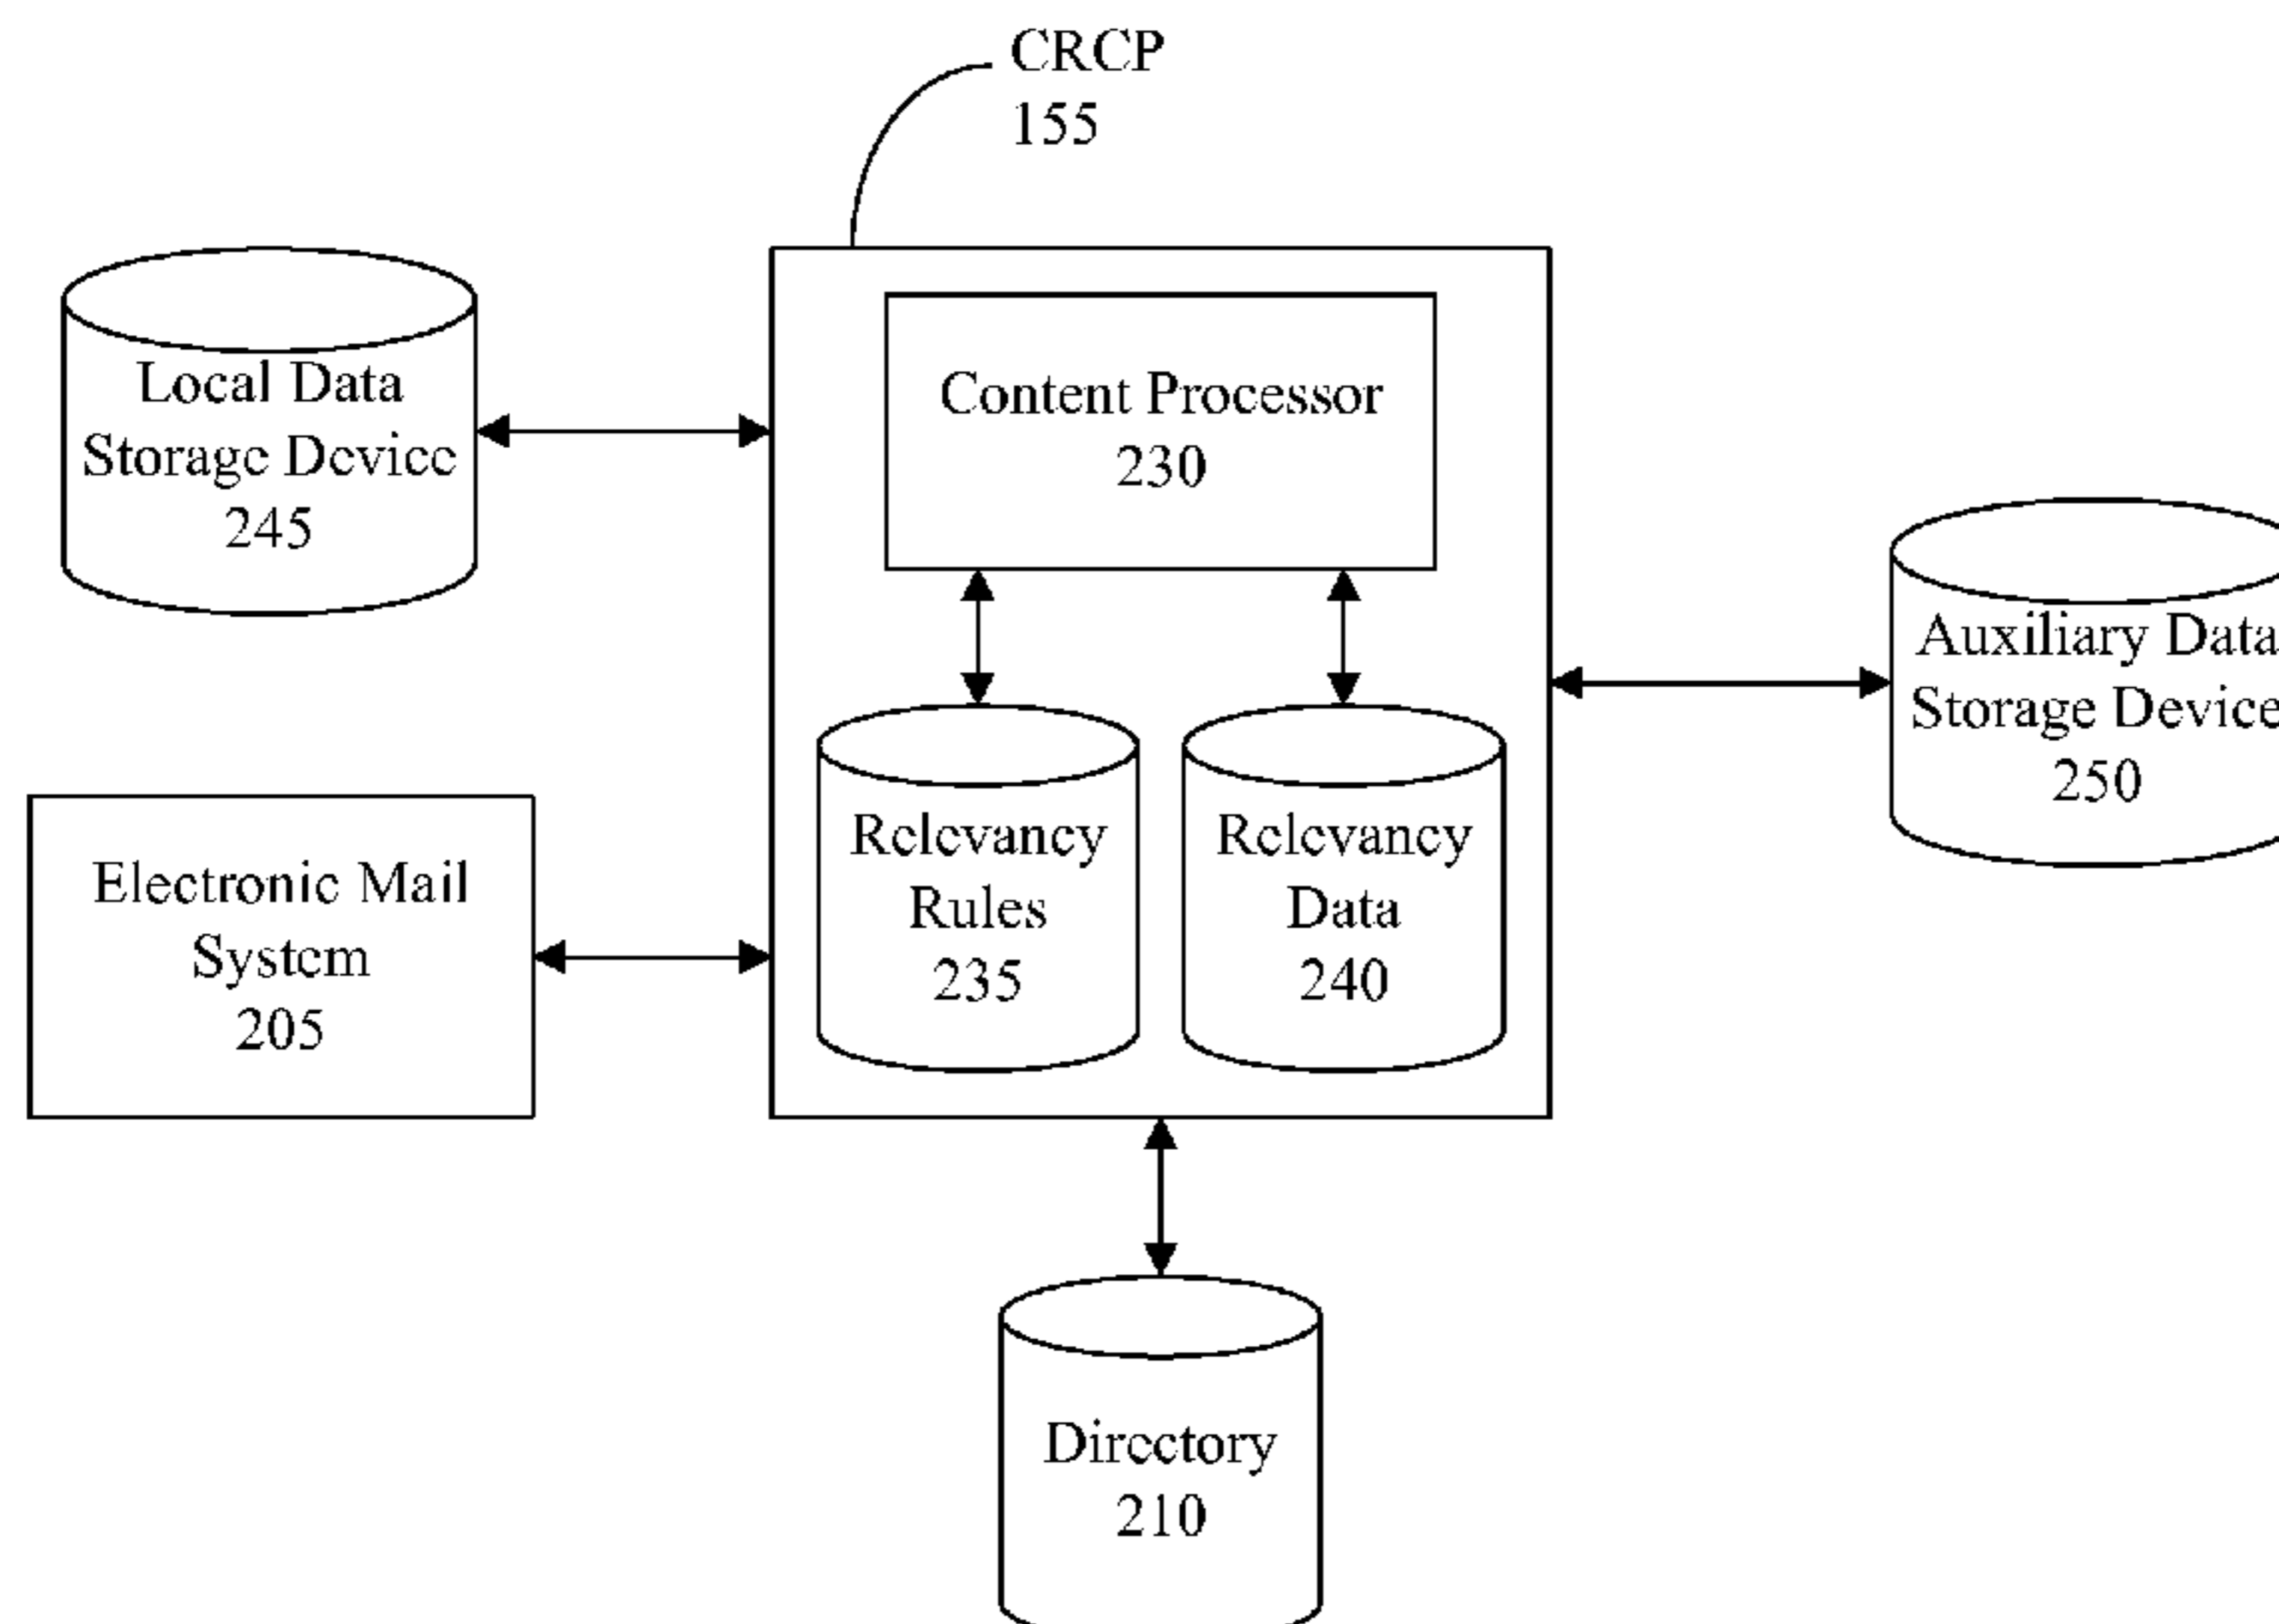 CRCP
155
Local Data
Storage Device
245
Content Processor
230
Auxiliary Data
Storage Device
250
Relevancy
Rules
235
Relevancy
Data
240
Electronic Mail
System
205
Directory
210